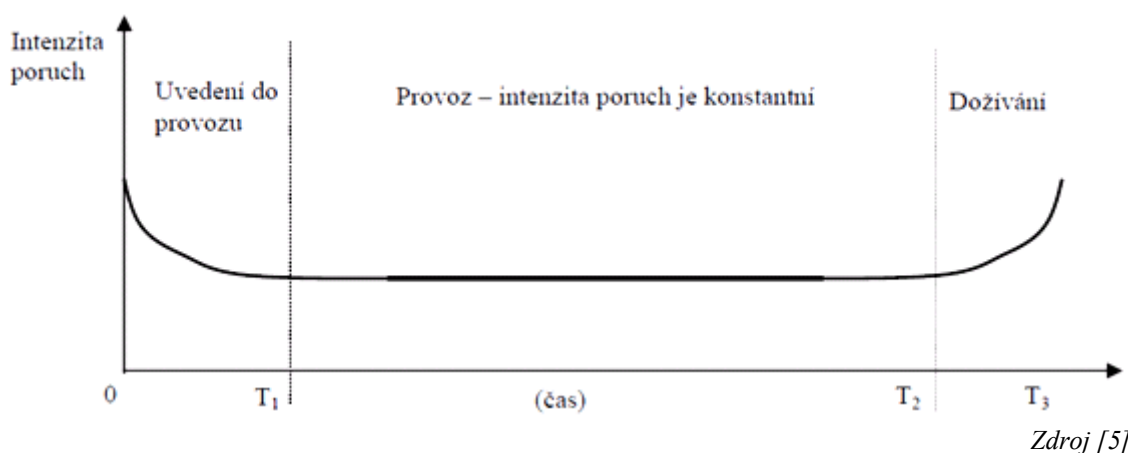 Intenzita
poruch
Uvedení do
provozu
Provoz – intenzita poruch je konstantní
Dožívání
0
T₁
(čas)
T₂
T₃
Zdroj [5]